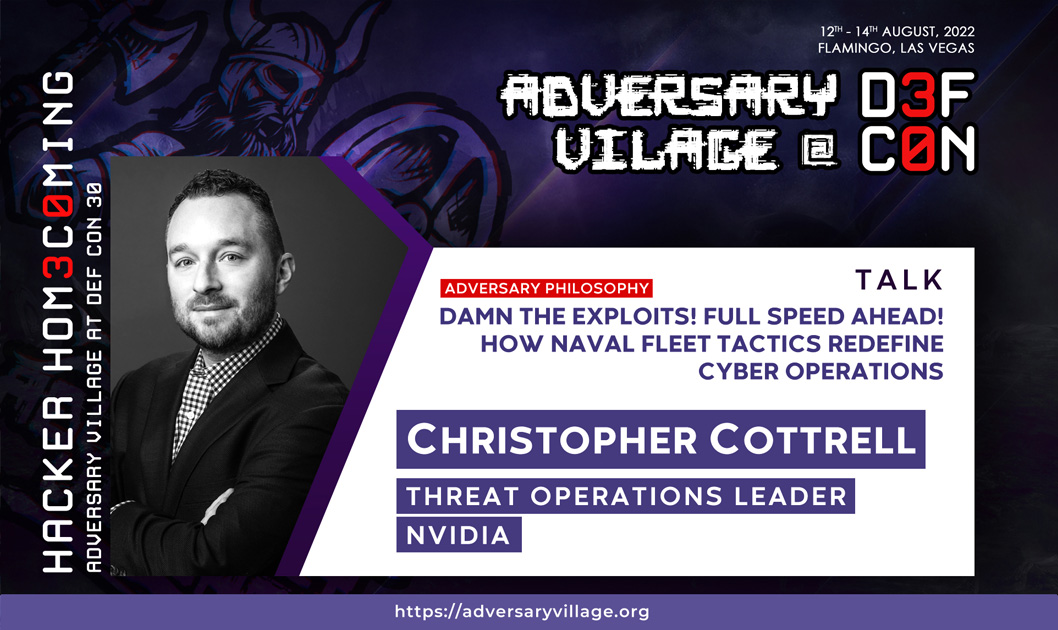 12TH - 14TH AUGUST, 2022
FLAMINGO, LAS VEGAS
ADVERSARY
VILAGE @
D3F
C0N
HACKER HOM3C0MING
ADVERSARY VILLAGE AT DEF CON 30
TALK
ADVERSARY PHILOSOPHY
DAMN THE EXPLOITS! FULL SPEED AHEAD!
HOW NAVAL FLEET TACTICS REDEFINE
CYBER OPERATIONS
CHRISTOPHER COTTRELL
THREAT OPERATIONS LEADER
NVIDIA
https://adversaryvillage.org